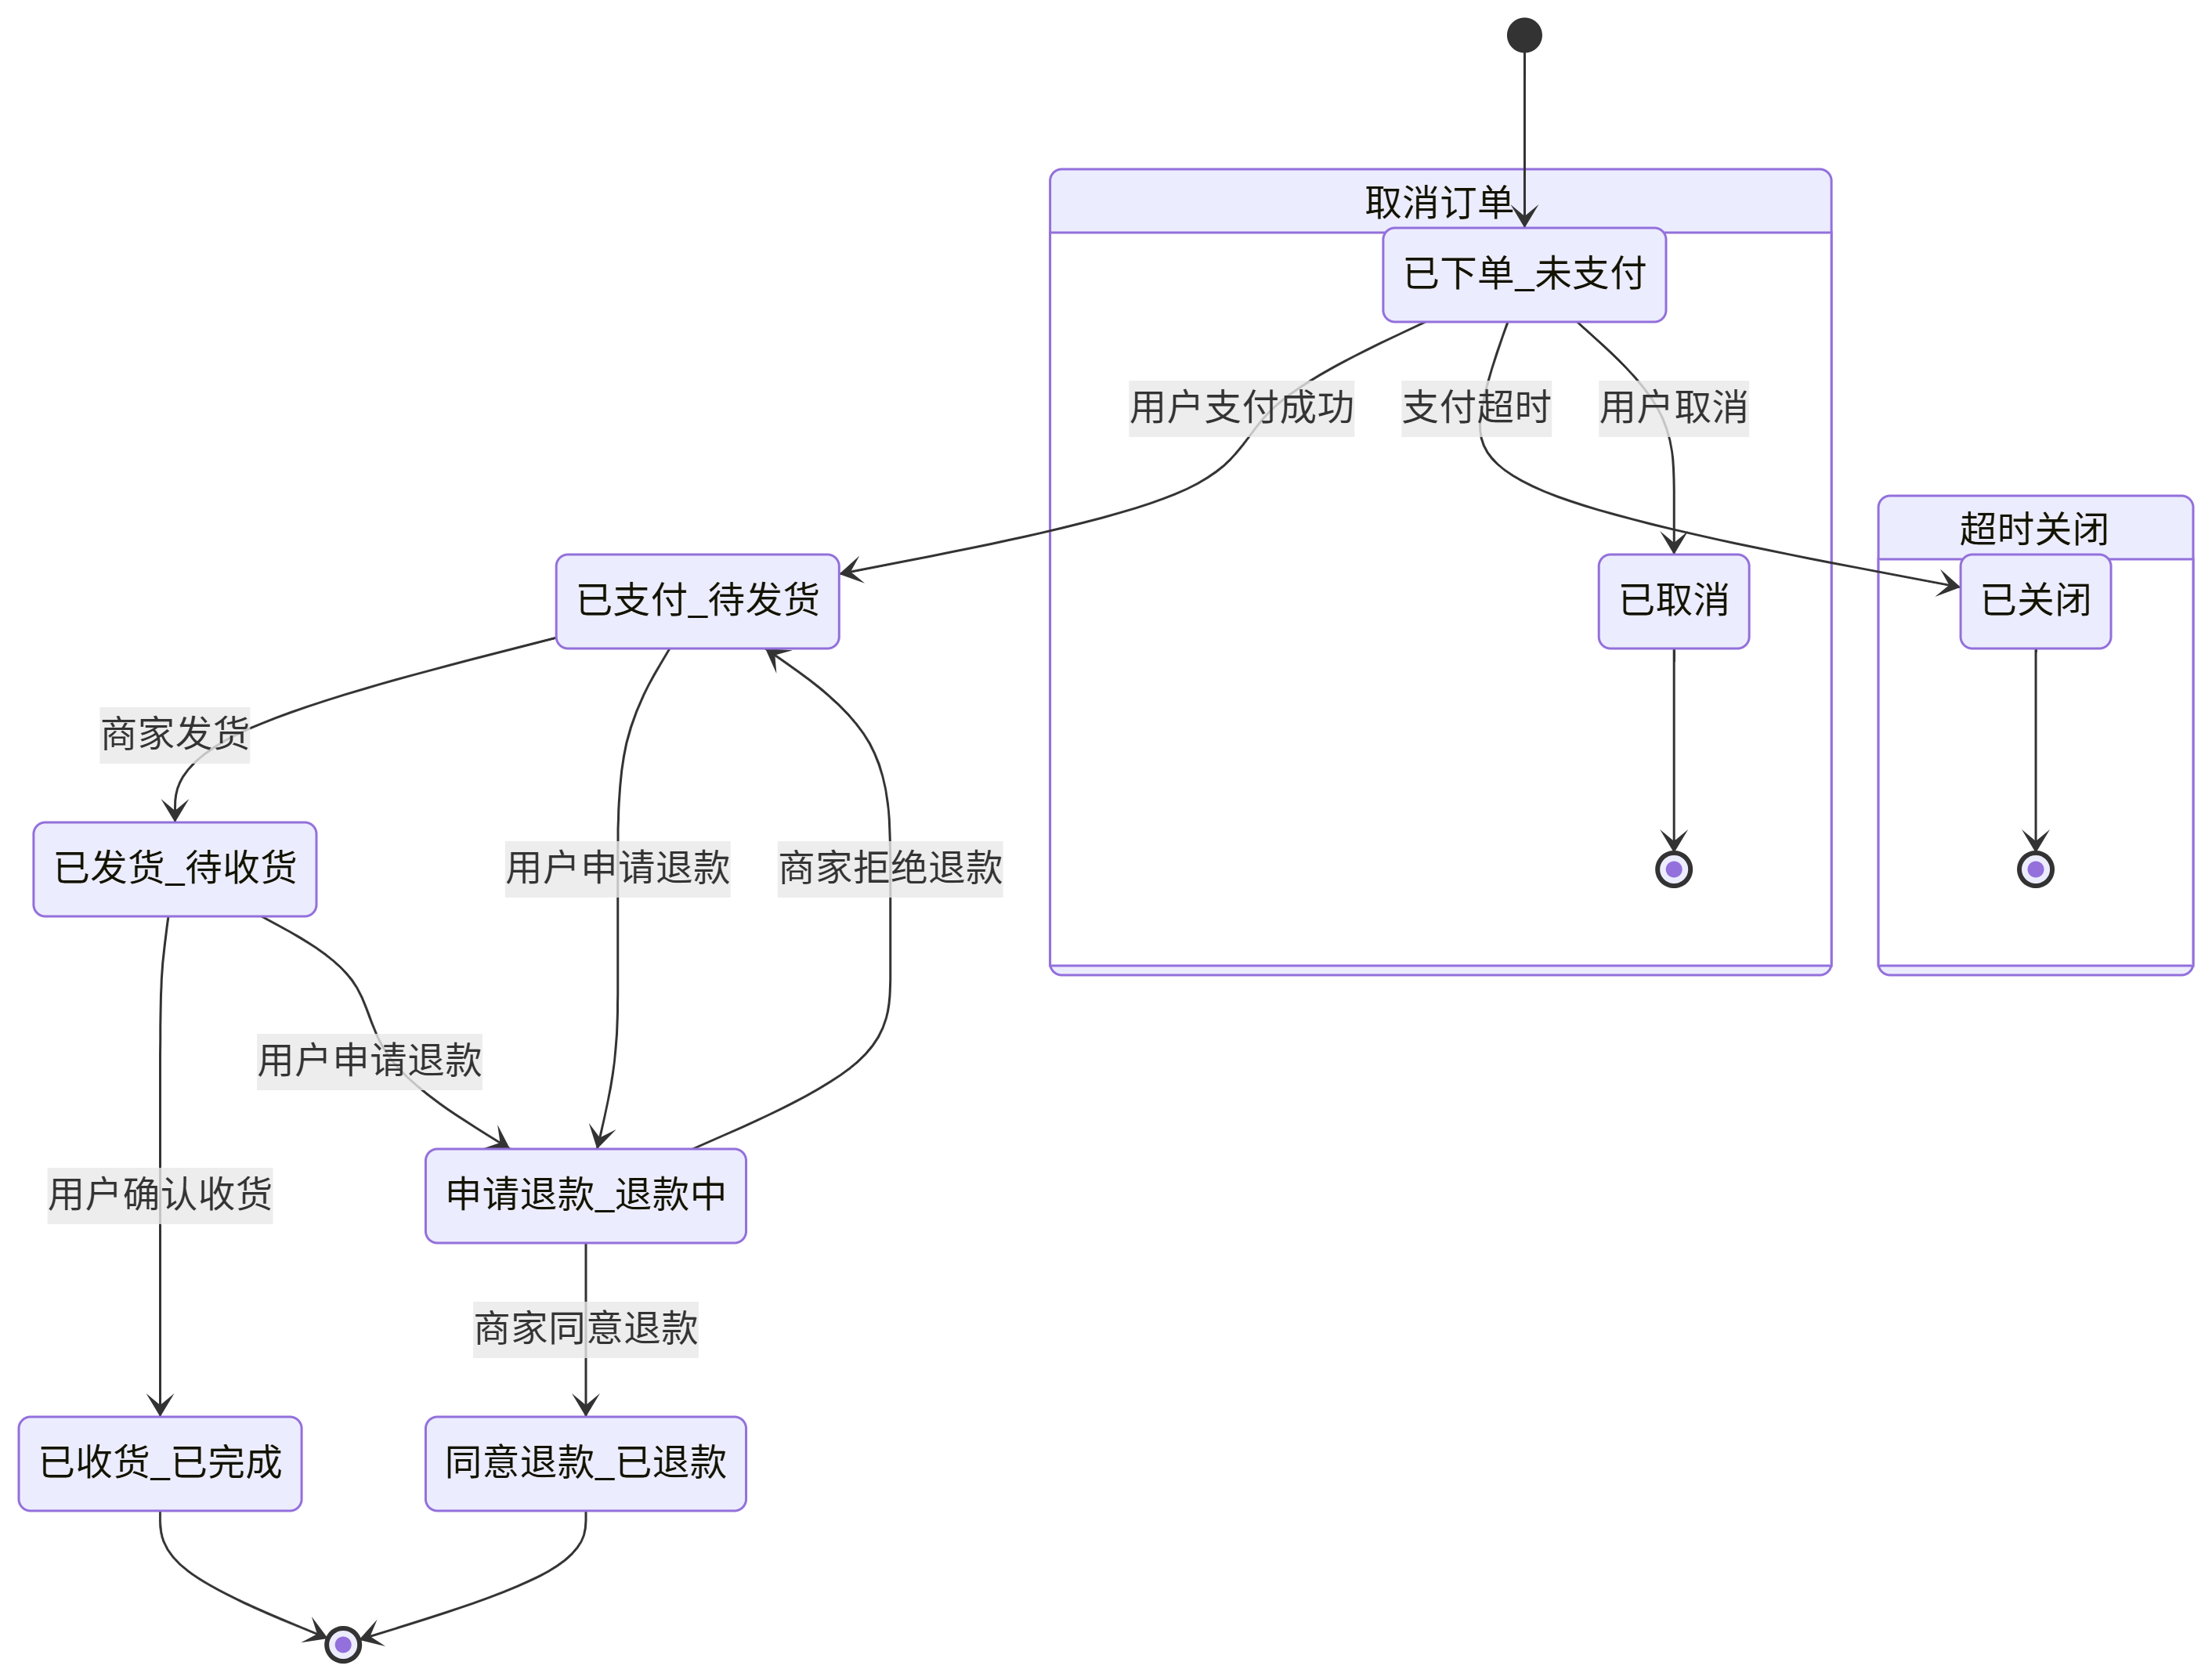 取消订单
已下单_未支付
用户支付成功
支付超时
用户取消
超时关闭
已支付_待发货
已取消
已关闭
商家发货
已发货_待收货
用户申请退款
商家拒绝退款
用户申请退款
用户确认收货
申请退款_退款中
商家同意退款
已收货_已完成
同意退款_已退款